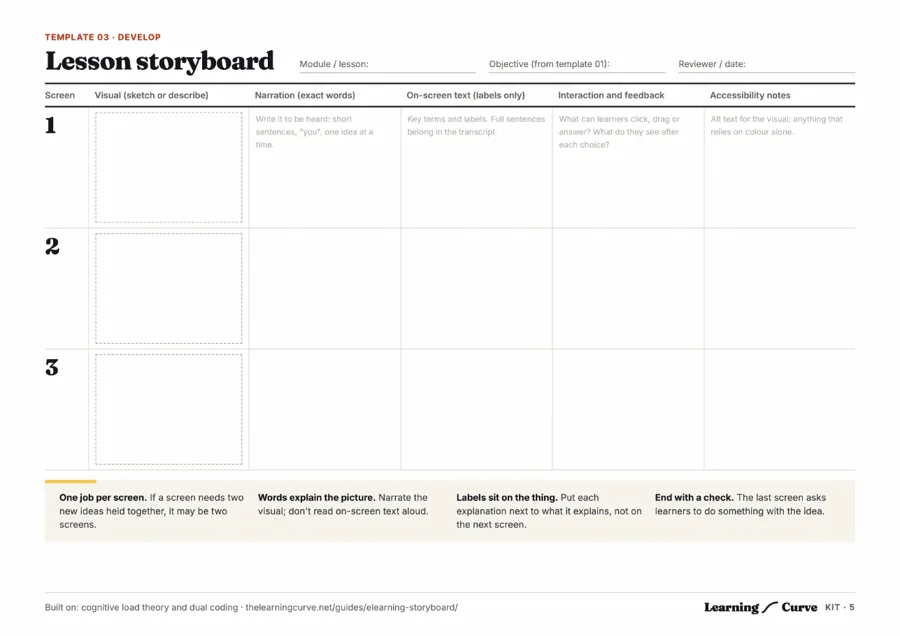 TEMPLATE 03 · DEVELOP
Lesson storyboard
Module / lesson:
Objective (from template 01):
Reviewer / date:
Screen
Visual (sketch or describe)
Narration (exact words)
On-screen text (labels only)
Interaction and feedback
Accessibility notes
1
Write it to be heard: short
sentences, "you", one idea at a
time.
Key terms and labels. Full sentences
belong in the transcript.
What can learners click, drag or
answer? What do they see after
each choice?
Alt text for the visual; anything that
relies on colour alone.
2
3
One job per screen. If a screen needs two
new ideas held together, it may be two
screens.
Words explain the picture. Narrate the
visual; don't read on-screen text aloud.
Labels sit on the thing. Put each
explanation next to what it explains, not on
the next screen.
End with a check. The last screen asks
learners to do something with the idea.
Built on: cognitive load theory and dual coding · thelearningcurve.net/guides/elearning-storyboard/
Learning Curve KIT · 5